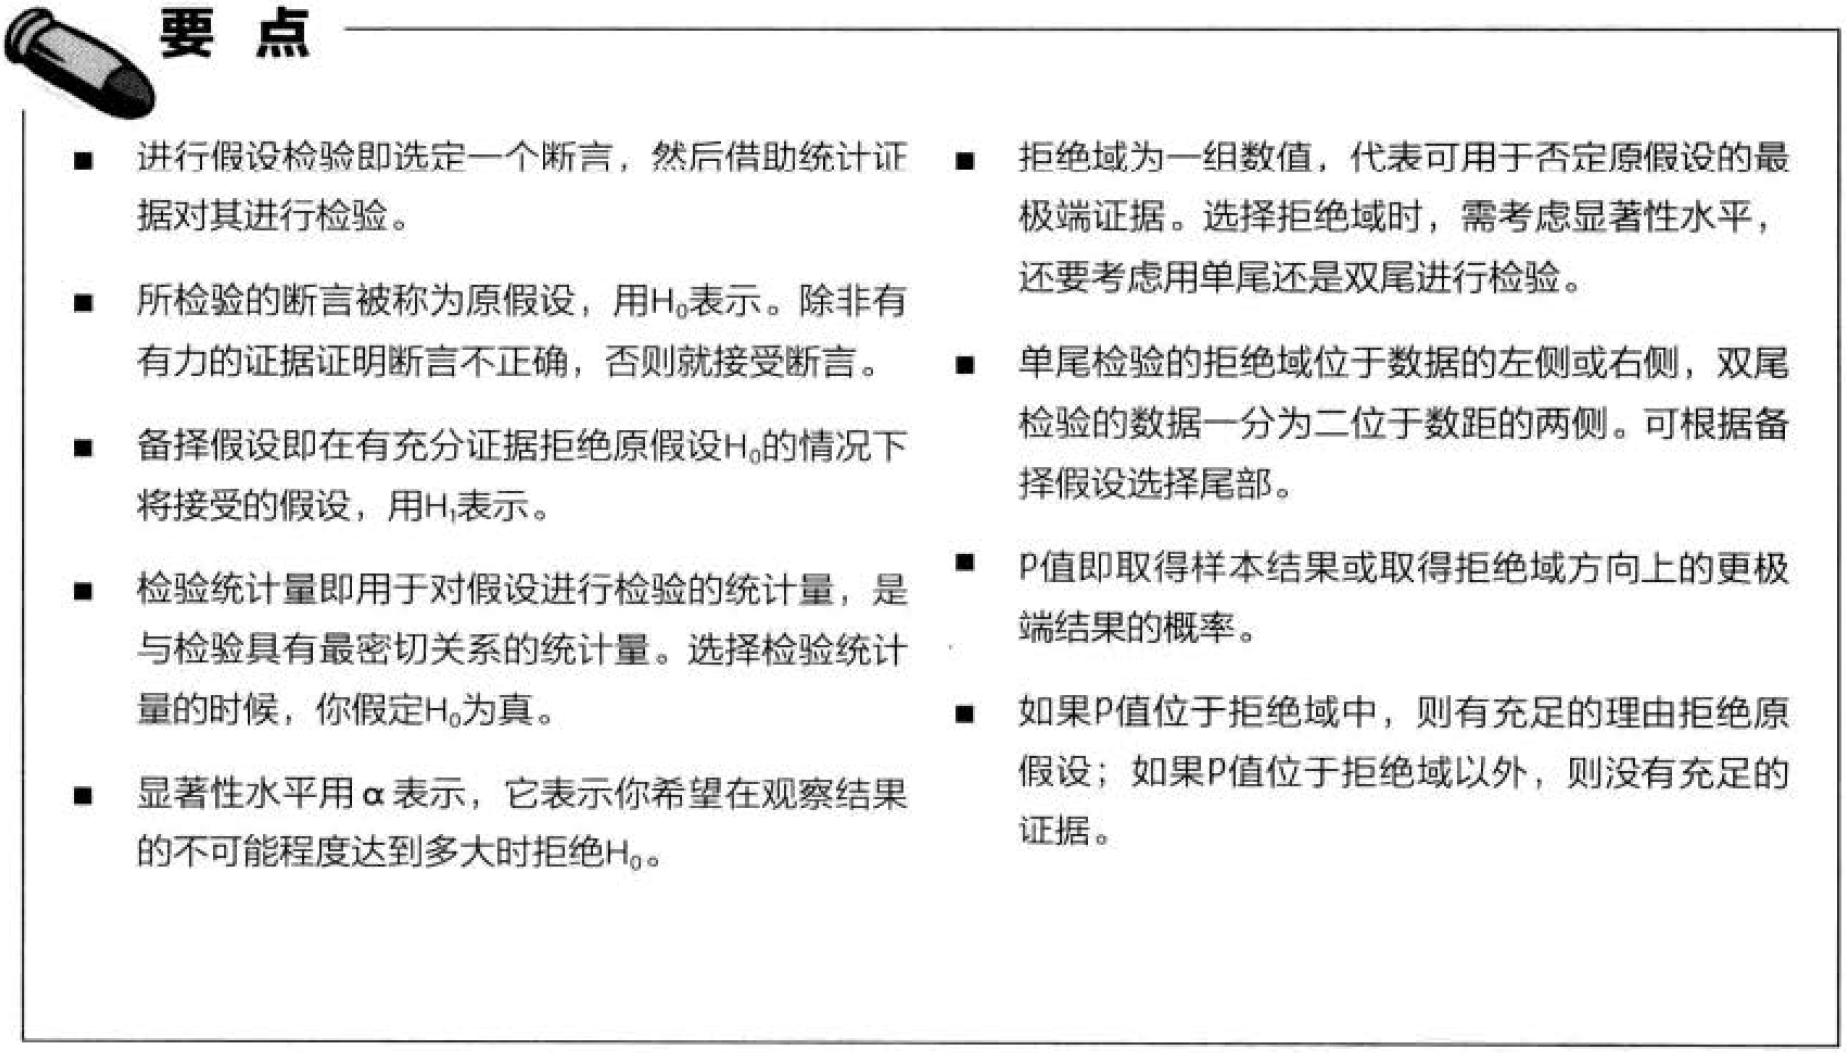 要 点
■ 进行假设检验即选定一个断言，然后借助统计证
据对其进行检验。
■ 所检验的断言被称为原假设，用H₀表示。除非有
有力的证据证明断言不正确，否则就接受断言。
■ 备择假设即在有充分证据拒绝原假设H₀的情况下
将接受的假设，用H₁表示。
■ 检验统计量即用于对假设进行检验的统计量，是
与检验具有最密切关系的统计量。选择检验统计
量的时候，你假定H₀为真。
■ 显著性水平用α表示，它表示你希望在观察结果
的不可能程度达到多大时拒绝H₀。
■ 拒绝域为一组数值，代表可用于否定原假设的最
极端证据。选择拒绝域时，需考虑显著性水平，
还要考虑用单尾还是双尾进行检验。
■ 单尾检验的拒绝域位于数据的左侧或右侧，双尾
检验的数据一分为二位于数距的两侧。可根据备
择假设选择尾部。
■ P值即取得样本结果或取得拒绝域方向上的更极
端结果的概率。
■ 如果P值位于拒绝域中，则有充足的理由拒绝原
假设；如果P值位于拒绝域以外，则没有充足的
证据。